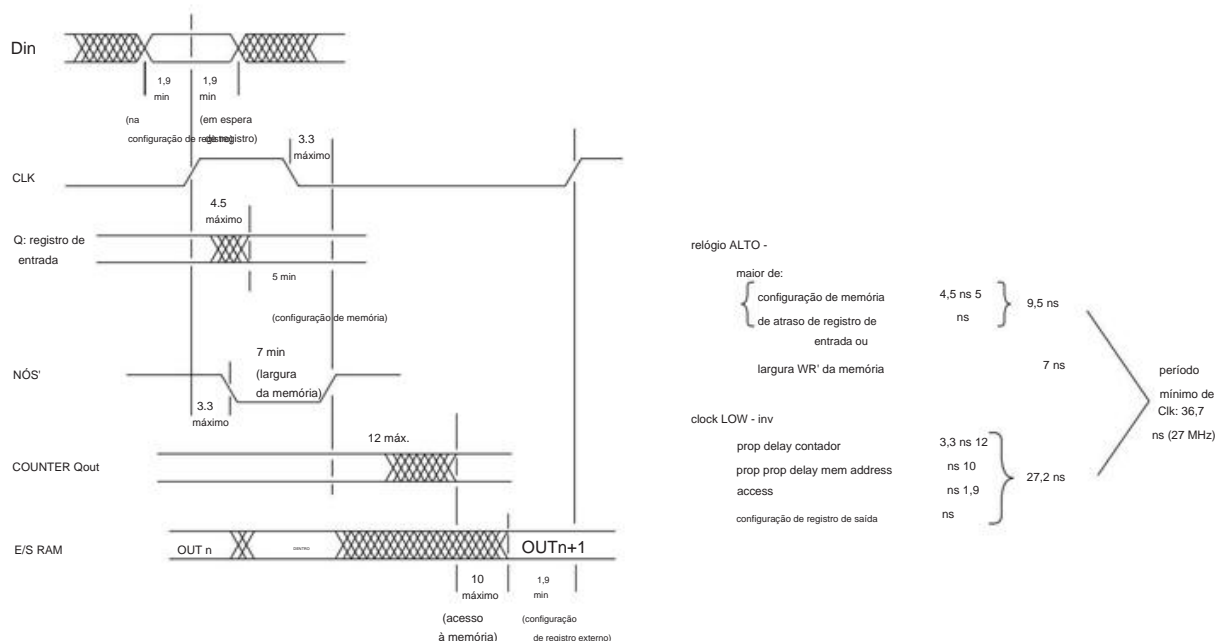 Din
1,9
min
1,9
min
(na
configuração de registro)
(em espera
de registro)
3.3
máximo
CLK
4.5
máximo
Q: registro de
entrada
5 min
(configuração de memória)
7 min
(largura
da memória)
NÓS'
3.3
máximo
12 máx.
COUNTER Qout
E/S RAM
OUT n
OUTn+1
10
máximo
(acesso
à memória)
1,9
min
(configuração
de registro externo)
relógio ALTO -
maior de:
configuração de memória
4,5 ns 5
de atraso de registro de
ns
entrada ou
9,5 ns
largura WR' da memória
7 ns
clock LOW - inv
prop delay contador
3,3 ns 12
prop prop delay mem address
ns 10
access
ns 1,9
configuração de registro de saída
ns
27,2 ns
período
mínimo de
Clk: 36,7
ns (27 MHz)